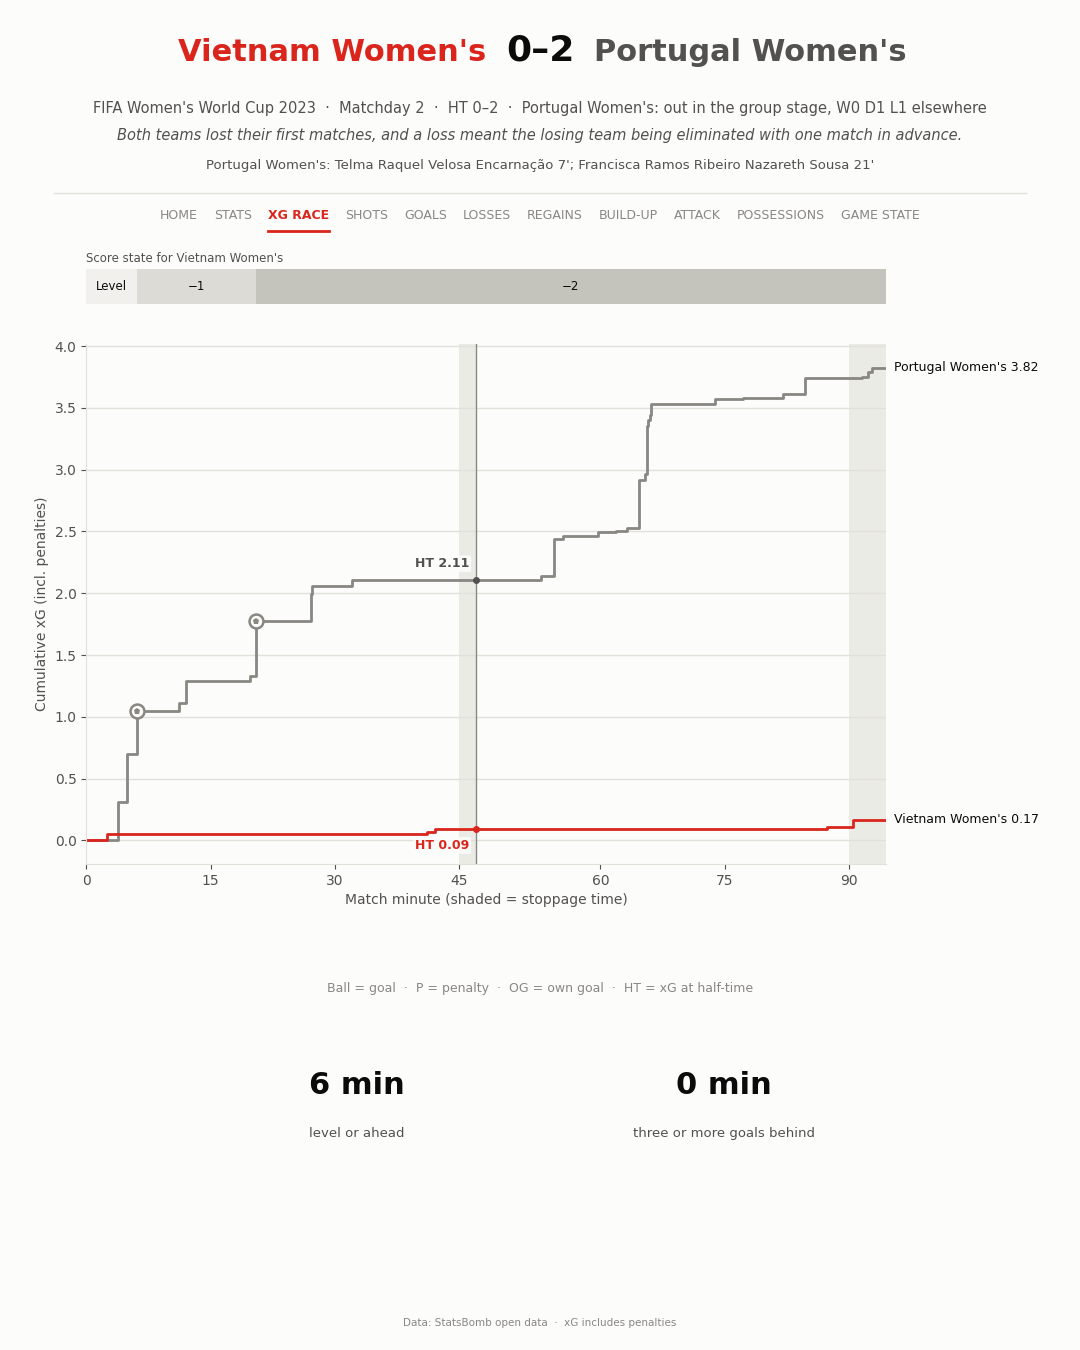 Vietnam Women's 0–2 Portugal Women's
FIFA Women's World Cup 2023 · Matchday 2 · HT 0–2 · Portugal Women's: out in the group stage, W0 D1 L1 elsewhere
Both teams lost their first matches, and a loss meant the losing team being eliminated with one match in advance.
Portugal Women's: Telma Raquel Velosa Encarnação 7'; Francisca Ramos Ribeiro Nazareth Sousa 21'
HOME STATS XG RACE SHOTS GOALS LOSSES REGAINS BUILD-UP ATTACK POSSESSIONS GAME STATE
Score state for Vietnam Women's
Level −1 −2
Cumulative xG (incl. penalties)
4.0
3.5
3.0
2.5
2.0
1.5
1.0
0.5
0.0
Portugal Women's 3.82
HT 2.11
Vietnam Women's 0.17
HT 0.09
0 15 30 45 60 75 90
Match minute (shaded = stoppage time)
Ball = goal · P = penalty · OG = own goal · HT = xG at half-time
6 min 0 min
level or ahead three or more goals behind
Data: StatsBomb open data · xG includes penalties